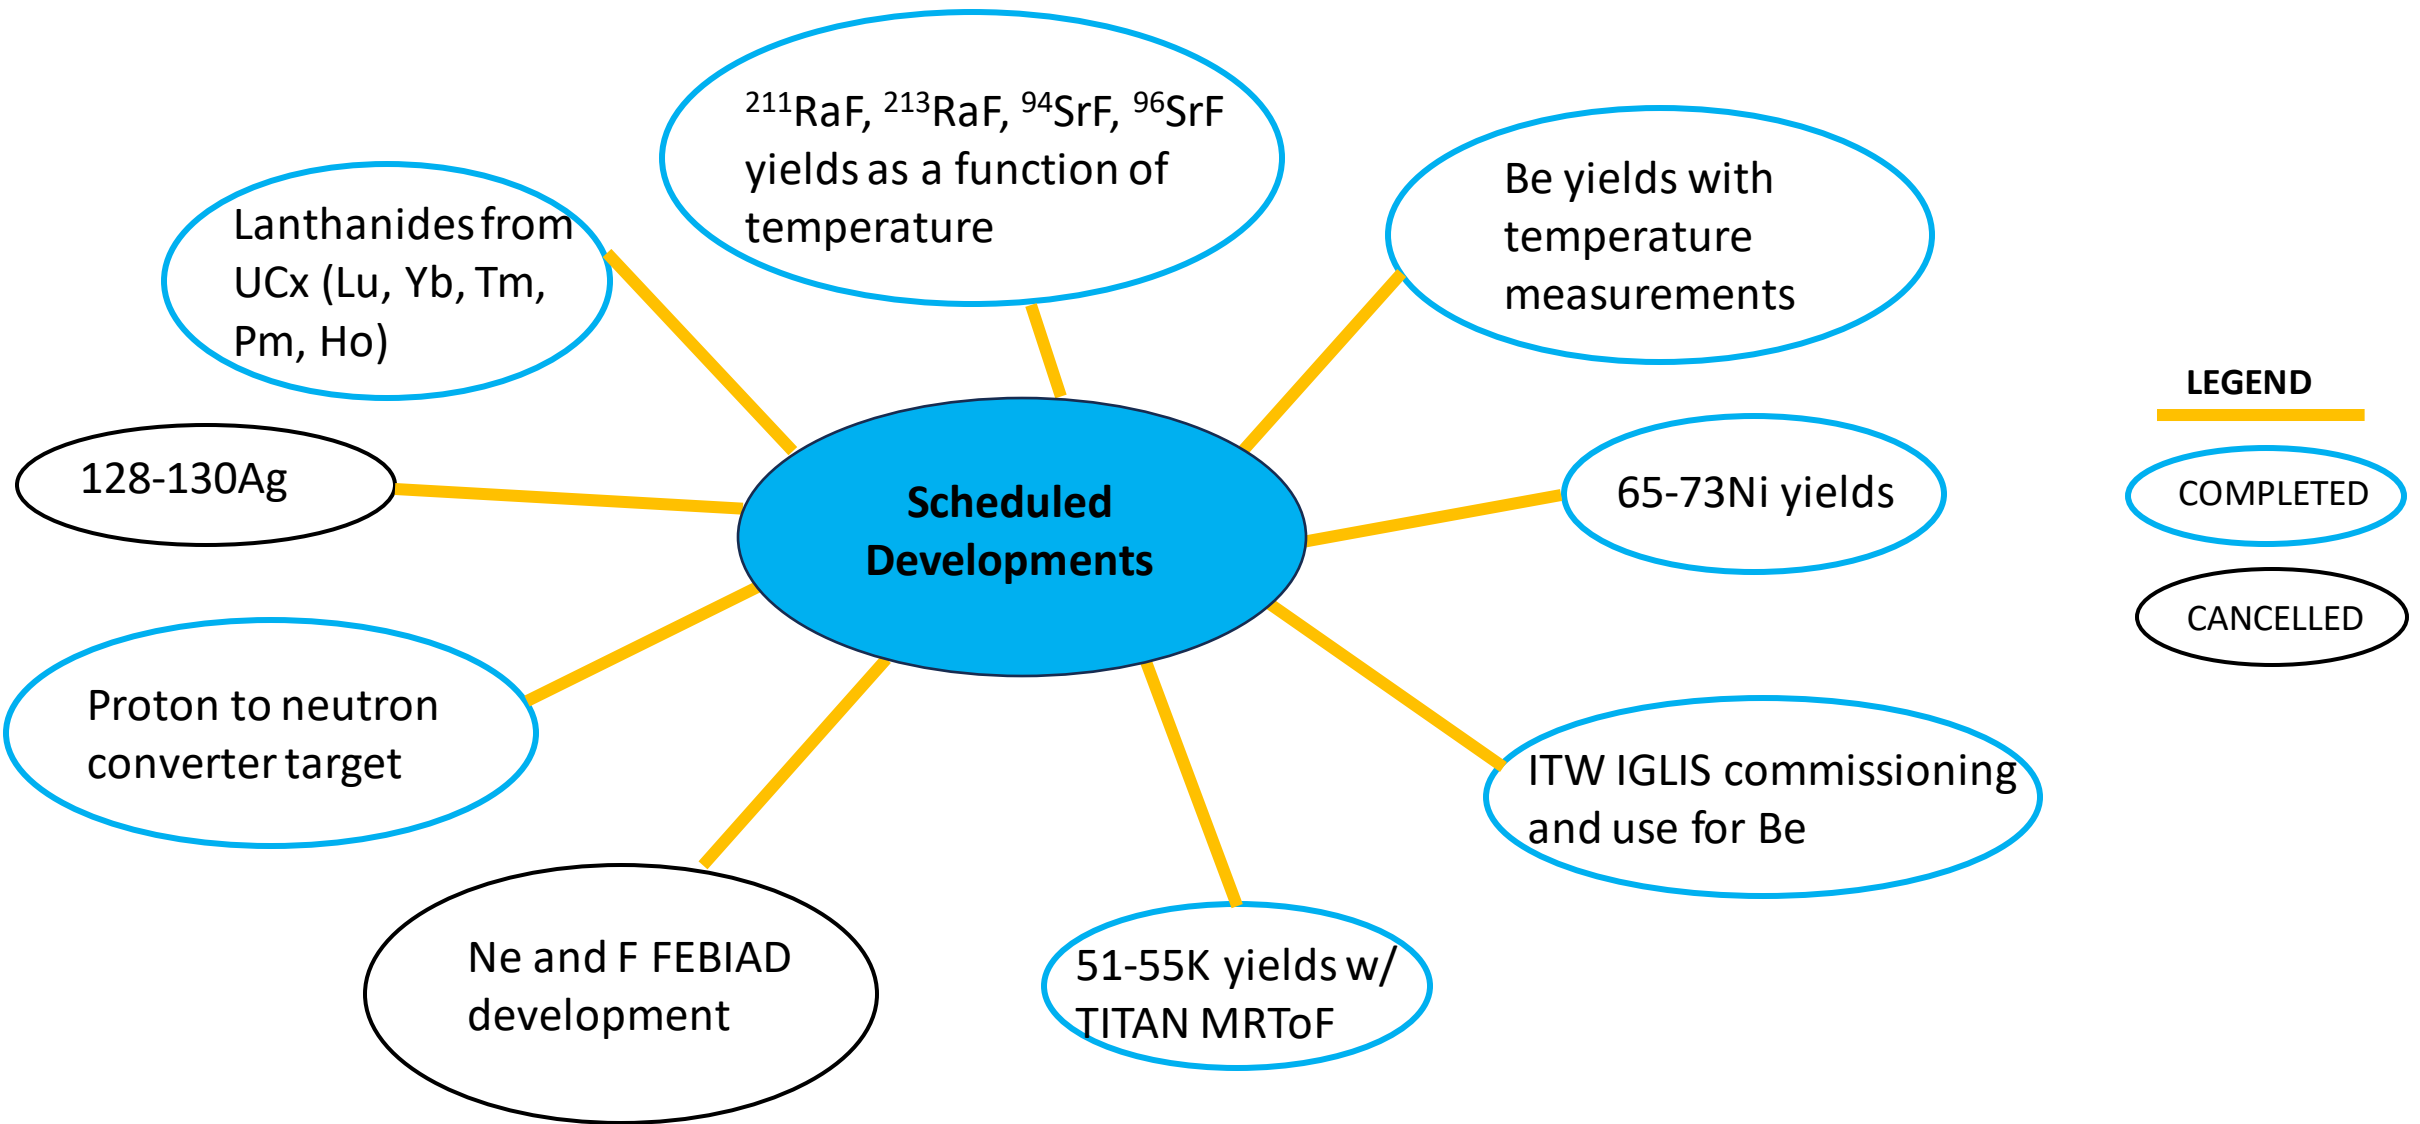 ²¹¹RaF, ²¹³RaF, ⁹⁴SrF, ⁹⁶SrF
yields as a function of
temperature
Be yields with
temperature
measurements
Lanthanides from
UCx (Lu, Yb, Tm,
Pm, Ho)
LEGEND
COMPLETED
CANCELLED
128-130Ag
Scheduled
Developments
65-73Ni yields
Proton to neutron
converter target
ITW IGLIS commissioning
and use for Be
Ne and F FEBIAD
development
51-55K yields w/
TITAN MRToF